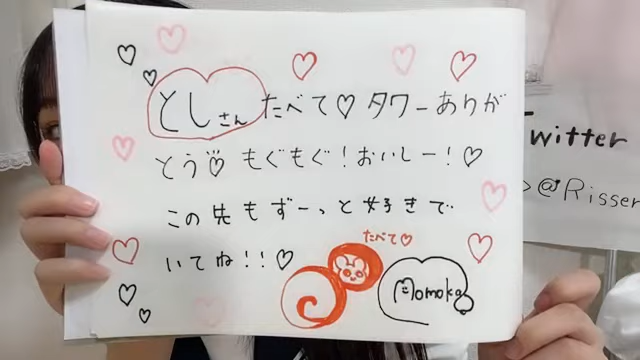 としさん たべて♡ タワーありが
とう♡ もぐもぐ!おいしー!♡
この先もずーっと好きで
いてね!!♡
たべて♡
Momoka
Twitter
@Risser